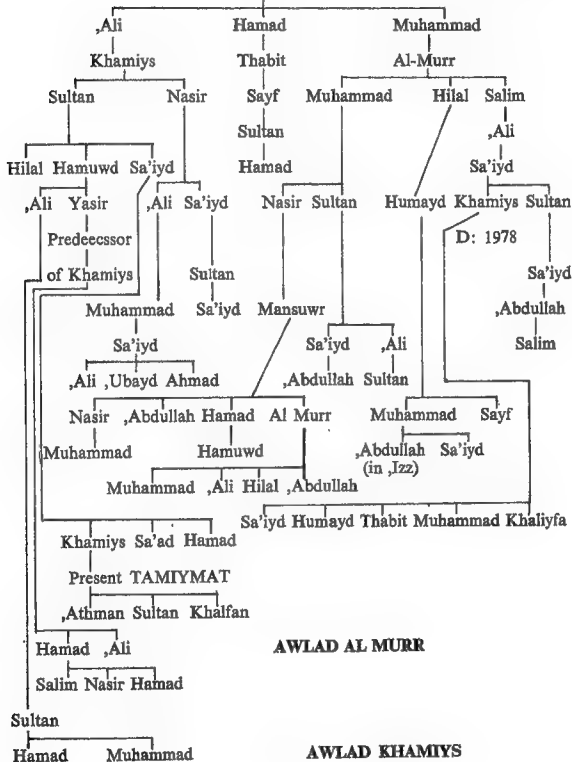 ,Ali Hamad Muhammad
Khamiys Thabit Al-Murr
Sultan Nasir Sayf Muhammad Hilal Salim
Sultan ,Ali
Hilal Hamuwd Sa'iyd Hamad Sa'iyd
,Ali Yasir ,Ali Sa'iyd Nasir Sultan Humayd Khamiys Sultan
Predeecssor D: 1978
of Khamiys Sultan Sa'iyd
Muhammad Sa'iyd Mansuwr ,Abdullah
Sa'iyd Sa'iyd ,Ali Salim
,Ali ,Ubayd Ahmad ,Abdullah Sultan
Nasir ,Abdullah Hamad Al Murr Muhammad Sayf
Muhammad Hamuwd ,Abdullah Sa'iyd
(in ,Izz)
Muhammad ,Ali Hilal ,Abdullah
Sa'iyd Humayd Thabit Muhammad Khaliyfa
Khamiys Sa'ad Hamad
Present TAMIYMAT
,Athman Sultan Khalfan
Hamad ,Ali AWLAD AL MURR
Salim Nasir Hamad
Sultan
Hamad Muhammad AWLAD KHAMIYS